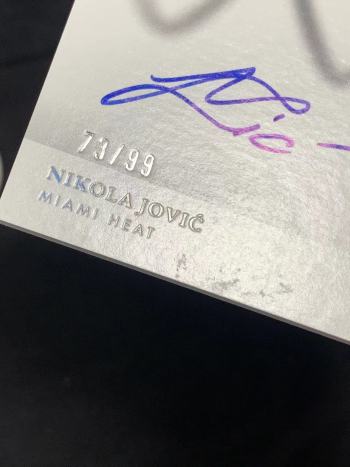 73/99
NIKOLA JOVIĆ
MIAMI HEAT